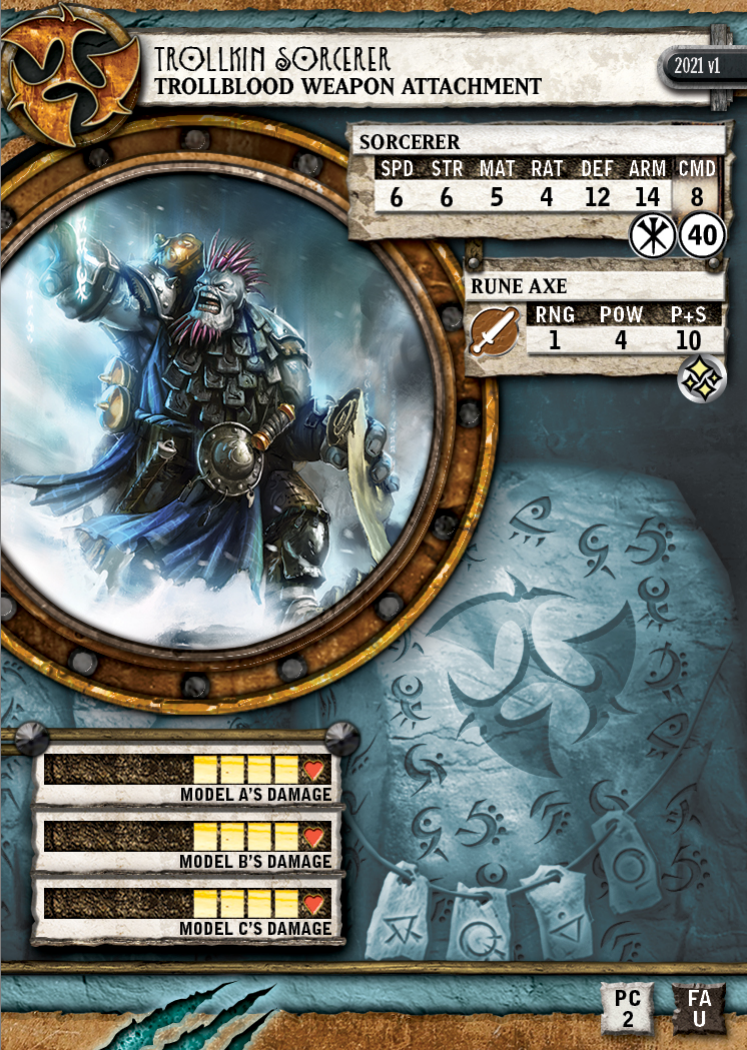 TROLLKIN SORCERER
TROLLBLOOD WEAPON ATTACHMENT
2021 v1
SORCERER
SPD STR MAT RAT DEF ARM CMD
6 6 5 4 12 14 8
40
RUNE AXE
RNG POW P+S
1 4 10
MODEL A'S DAMAGE
MODEL B'S DAMAGE
MODEL C'S DAMAGE
PC
2
FA
U